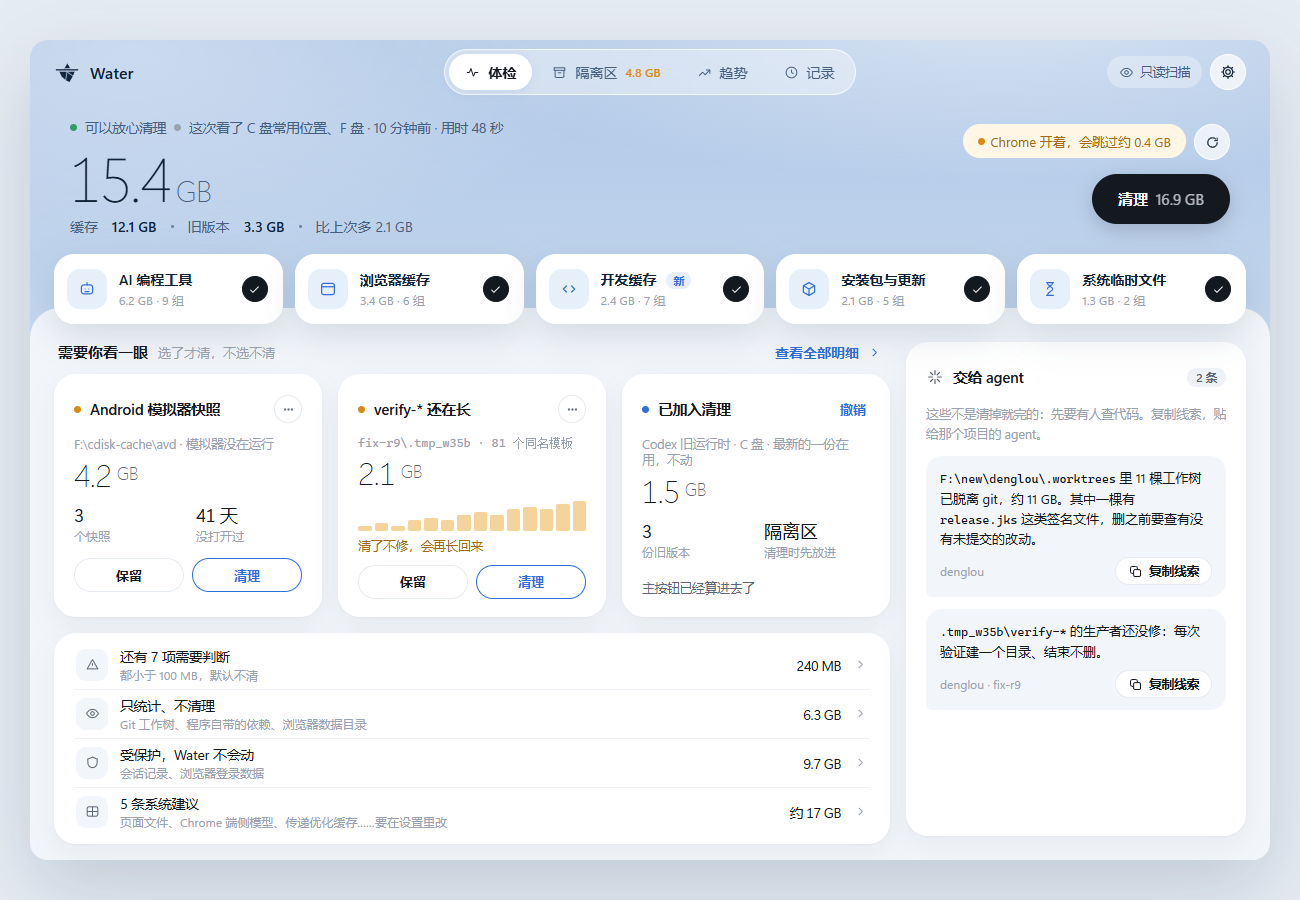 Water
体检
隔离区 4.8 GB
趋势
记录
只读扫描
可以放心清理
这次看了 C 盘常用位置、F 盘 · 10 分钟前 · 用时 48 秒
15.4 GB
缓存 12.1 GB · 旧版本 3.3 GB · 比上次多 2.1 GB
Chrome 开着，会跳过约 0.4 GB
清理 16.9 GB
AI 编程工具
6.2 GB · 9 组
浏览器缓存
3.4 GB · 6 组
开发缓存 新
2.4 GB · 7 组
安装包与更新
2.1 GB · 5 组
系统临时文件
1.3 GB · 2 组
需要你看一眼 选了才清，不选不清
查看全部明细
Android 模拟器快照
F:\cdisk-cache\avd · 模拟器没在运行
4.2 GB
3
个快照
41 天
没打开过
保留
清理
verify-* 还在长
fix-r9\.tmp_w35b · 81 个同名模板
2.1 GB
清了不修，会再长回来
保留
清理
已加入清理
撤销
Codex 旧运行时 · C 盘 · 最新的一份在
用，不动
1.5 GB
3
份旧版本
隔离区
清理时先放进
主按钮已经算进去了
还有 7 项需要判断
都小于 100 MB，默认不清
240 MB
只统计、不清理
Git 工作树、程序自带的依赖、浏览器数据目录
6.3 GB
受保护，Water 不会动
会话记录、浏览器登录数据
9.7 GB
5 条系统建议
页面文件、Chrome 端侧模型、传递优化缓存……要在设置里改
约 17 GB
交给 agent
2 条
这些不是清掉就完的：先要有人查代码。复制线索，贴
给那个项目的 agent。
F:\new\denglou\.worktrees 里 11 棵工作树
已脱离 git，约 11 GB。其中一棵有
release.jks 这类签名文件，删之前要查有没
有未提交的改动。
denglou
复制线索
.tmp_w35b\verify-* 的生产者还没修：每次
验证建一个目录、结束不删。
denglou · fix-r9
复制线索